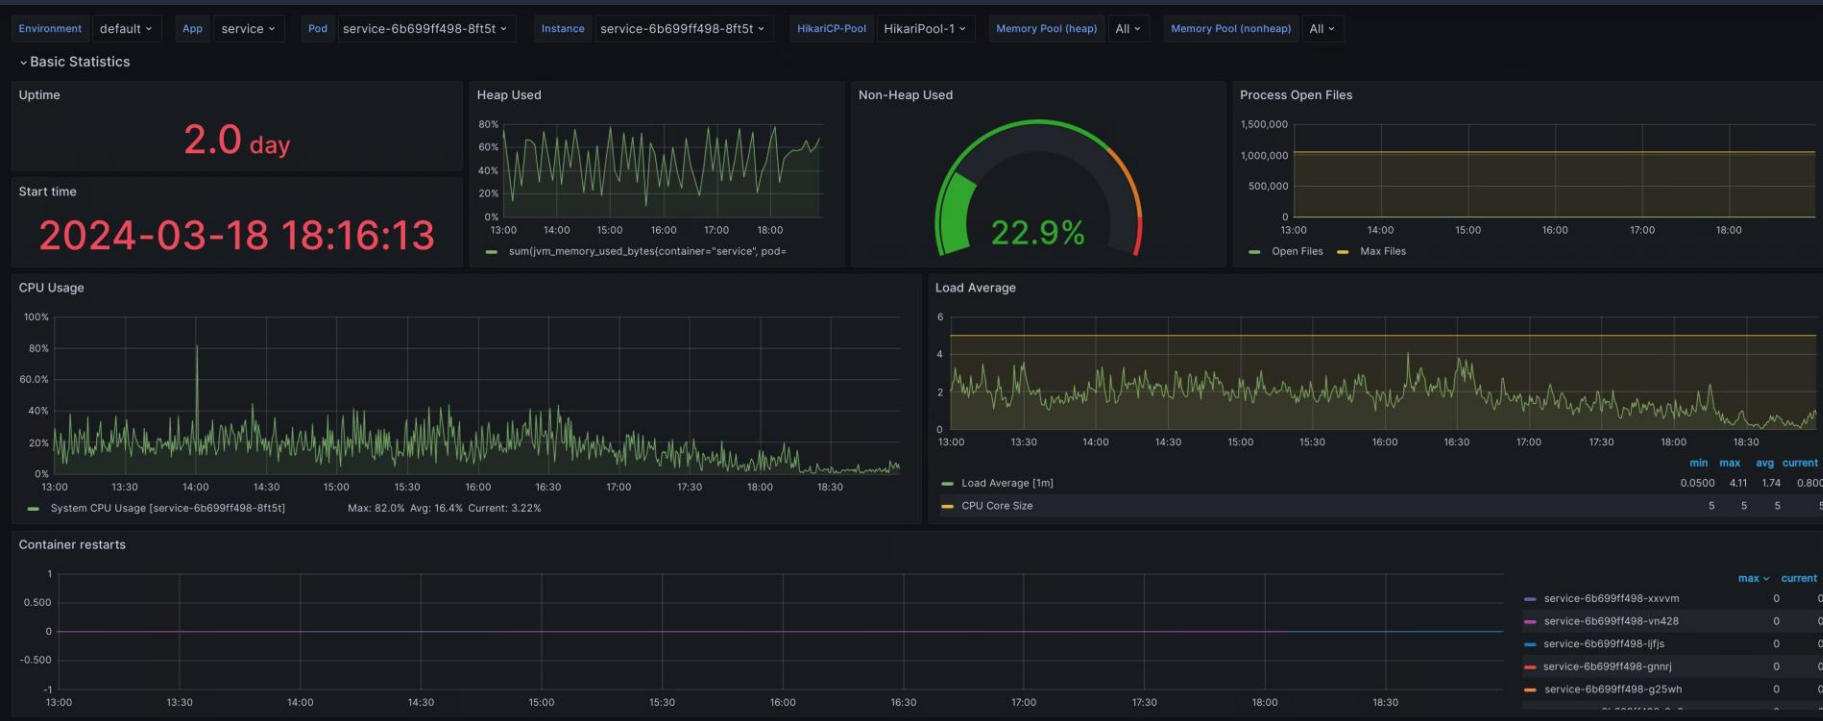 Environment default App service Pod service-6b699ff498-8ft5t Instance service-6b699ff498-8ft5t HikariCP-Pool HikariPool-1 Memory Pool (heap) All Memory Pool (nonheap) All
Basic Statistics
Uptime
2.0 day
Start time
2024-03-18 18:16:13
Heap Used
80%
60%
40%
20%
0%
13:00 14:00 15:00 16:00 17:00 18:00
sum(jvm_memory_used_bytes{container="service", pod=
Non-Heap Used
22.9%
Process Open Files
1,500,000
1,000,000
500,000
0
13:00 14:00 15:00 16:00 17:00 18:00
Open Files Max Files
CPU Usage
100%
80%
60.0%
40%
20%
0%
13:00 13:30 14:00 14:30 15:00 15:30 16:00 16:30 17:00 17:30 18:00 18:30
System CPU Usage [service-6b699ff498-8ft5t] Max: 82.0% Avg: 16.4% Current: 3.22%
Load Average
6
4
2
0
13:00 13:30 14:00 14:30 15:00 15:30 16:00 16:30 17:00 17:30 18:00 18:30
min max avg current
Load Average [1m] 0.0500 4.11 1.74 0.800
CPU Core Size 5 5 5 5
Container restarts
1
0.500
0
-0.500
-1
13:00 13:30 14:00 14:30 15:00 15:30 16:00 16:30 17:00 17:30 18:00 18:30
max current
service-6b699ff498-xxvvm 0 0
service-6b699ff498-vn428 0 0
service-6b699ff498-ljfjs 0 0
service-6b699ff498-gnnrj 0 0
service-6b699ff498-g25wh 0 0